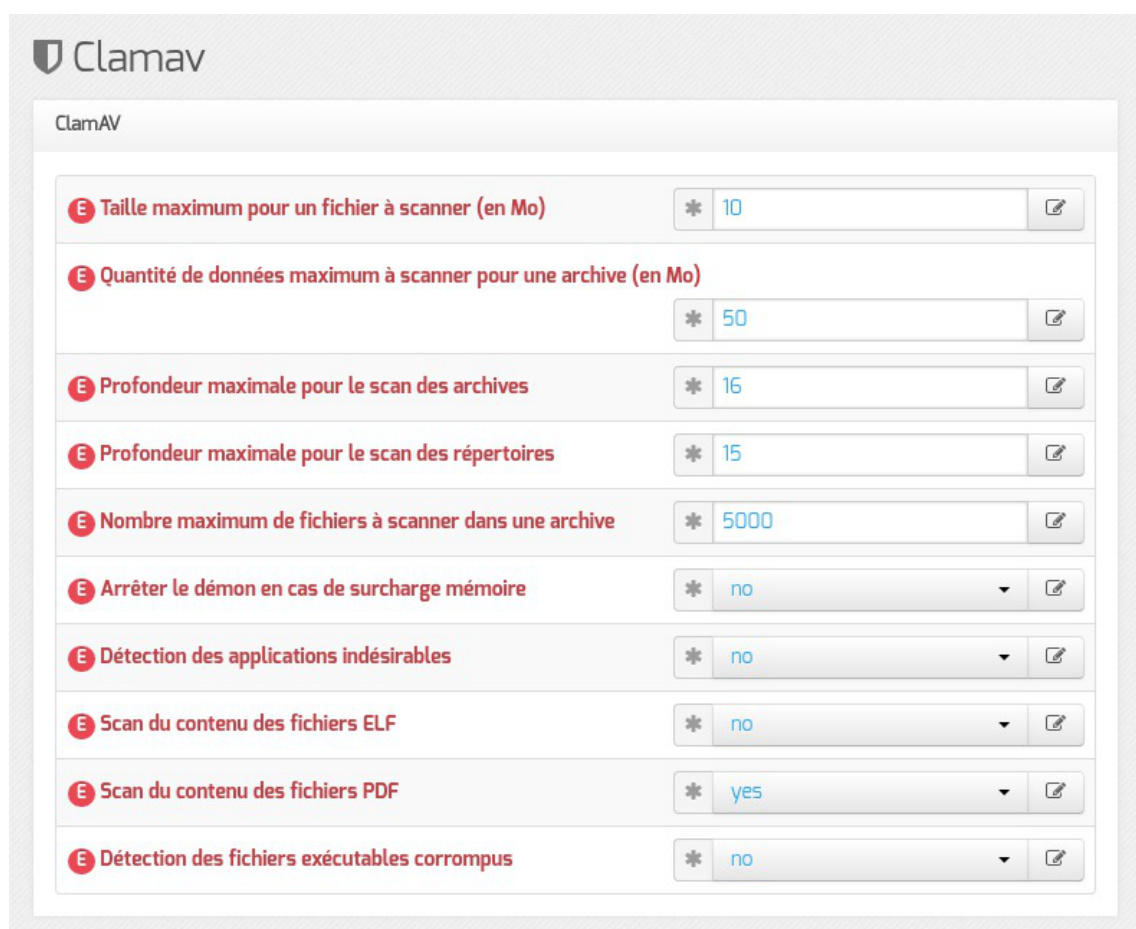 Clamav
ClamAV
E Taille maximum pour un fichier à scanner (en Mo) * 10
E Quantité de données maximum à scanner pour une archive (en Mo)
* 50
E Profondeur maximale pour le scan des archives * 16
E Profondeur maximale pour le scan des répertoires * 15
E Nombre maximum de fichiers à scanner dans une archive * 5000
E Arrêter le démon en cas de surcharge mémoire * no
E Détection des applications indésirables * no
E Scan du contenu des fichiers ELF * no
E Scan du contenu des fichiers PDF * yes
E Détection des fichiers exécutables corrompus * no